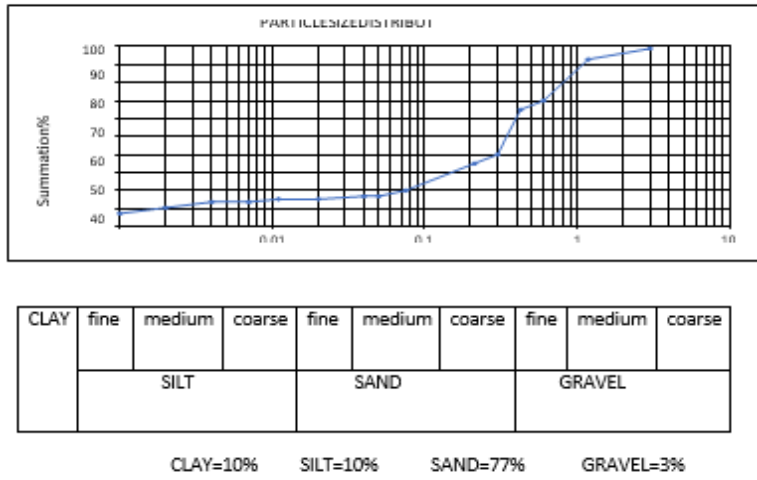 PARTICLESIZEDISTRIBUT
Summation%
100
90
80
70
60
50
40
0.01
0.1
1
10
CLAY fine medium coarse fine medium coarse fine medium coarse
SILT SAND GRAVEL
CLAY=10% SILT=10% SAND=77% GRAVEL=3%